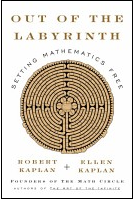 OUT OF THE
LABYRINTH
SETTING MATHEMATICS FREE
ROBERT KAPLAN + ELLEN KAPLAN
FOUNDERS OF THE MATH CIRCLE
AUTHORS OF THE ART OF THE INFINITE